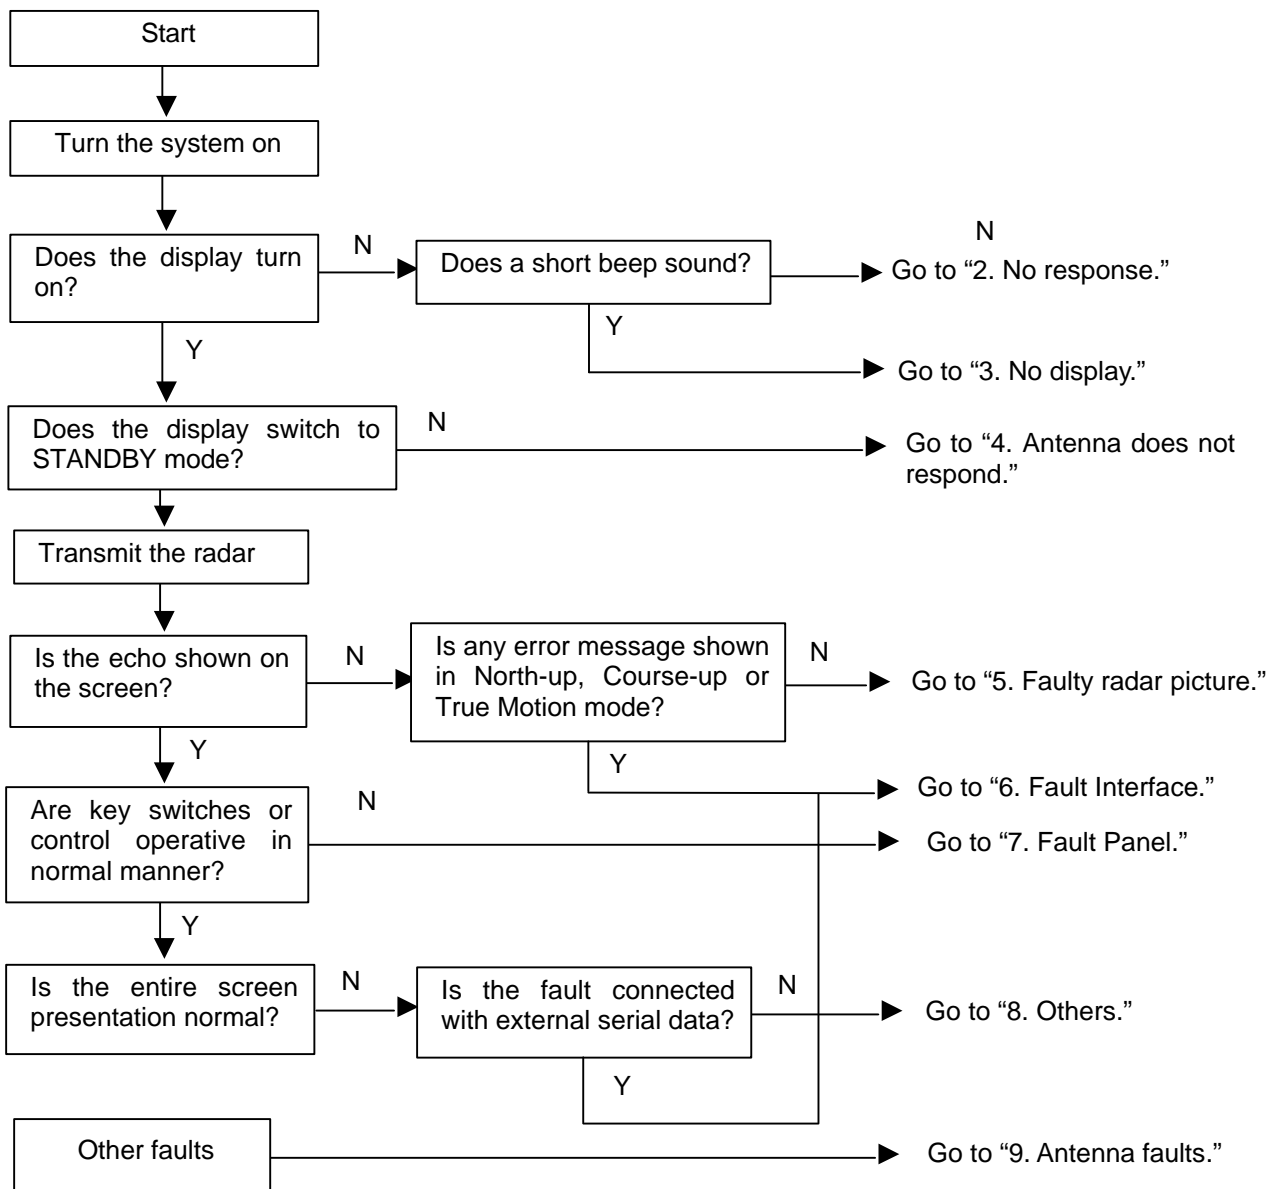 Start
Turn the system on
N
Does the display turn
on?
N
Does a short beep sound?
Go to “2. No response.”
Y
Y
Go to “3. No display.”
Does the display switch to
STANDBY mode?
N
Go to “4. Antenna does not
respond.”
Transmit the radar
Is the echo shown on
the screen?
N
Is any error message shown
in North-up, Course-up or
True Motion mode?
N
Go to “5. Faulty radar picture.”
Y
Y
Go to “6. Fault Interface.”
Are key switches or
control operative in
normal manner?
N
Go to “7. Fault Panel.”
Y
Is the entire screen
presentation normal?
N
Is the fault connected
with external serial data?
N
Go to “8. Others.”
Y
Other faults
Go to “9. Antenna faults.”